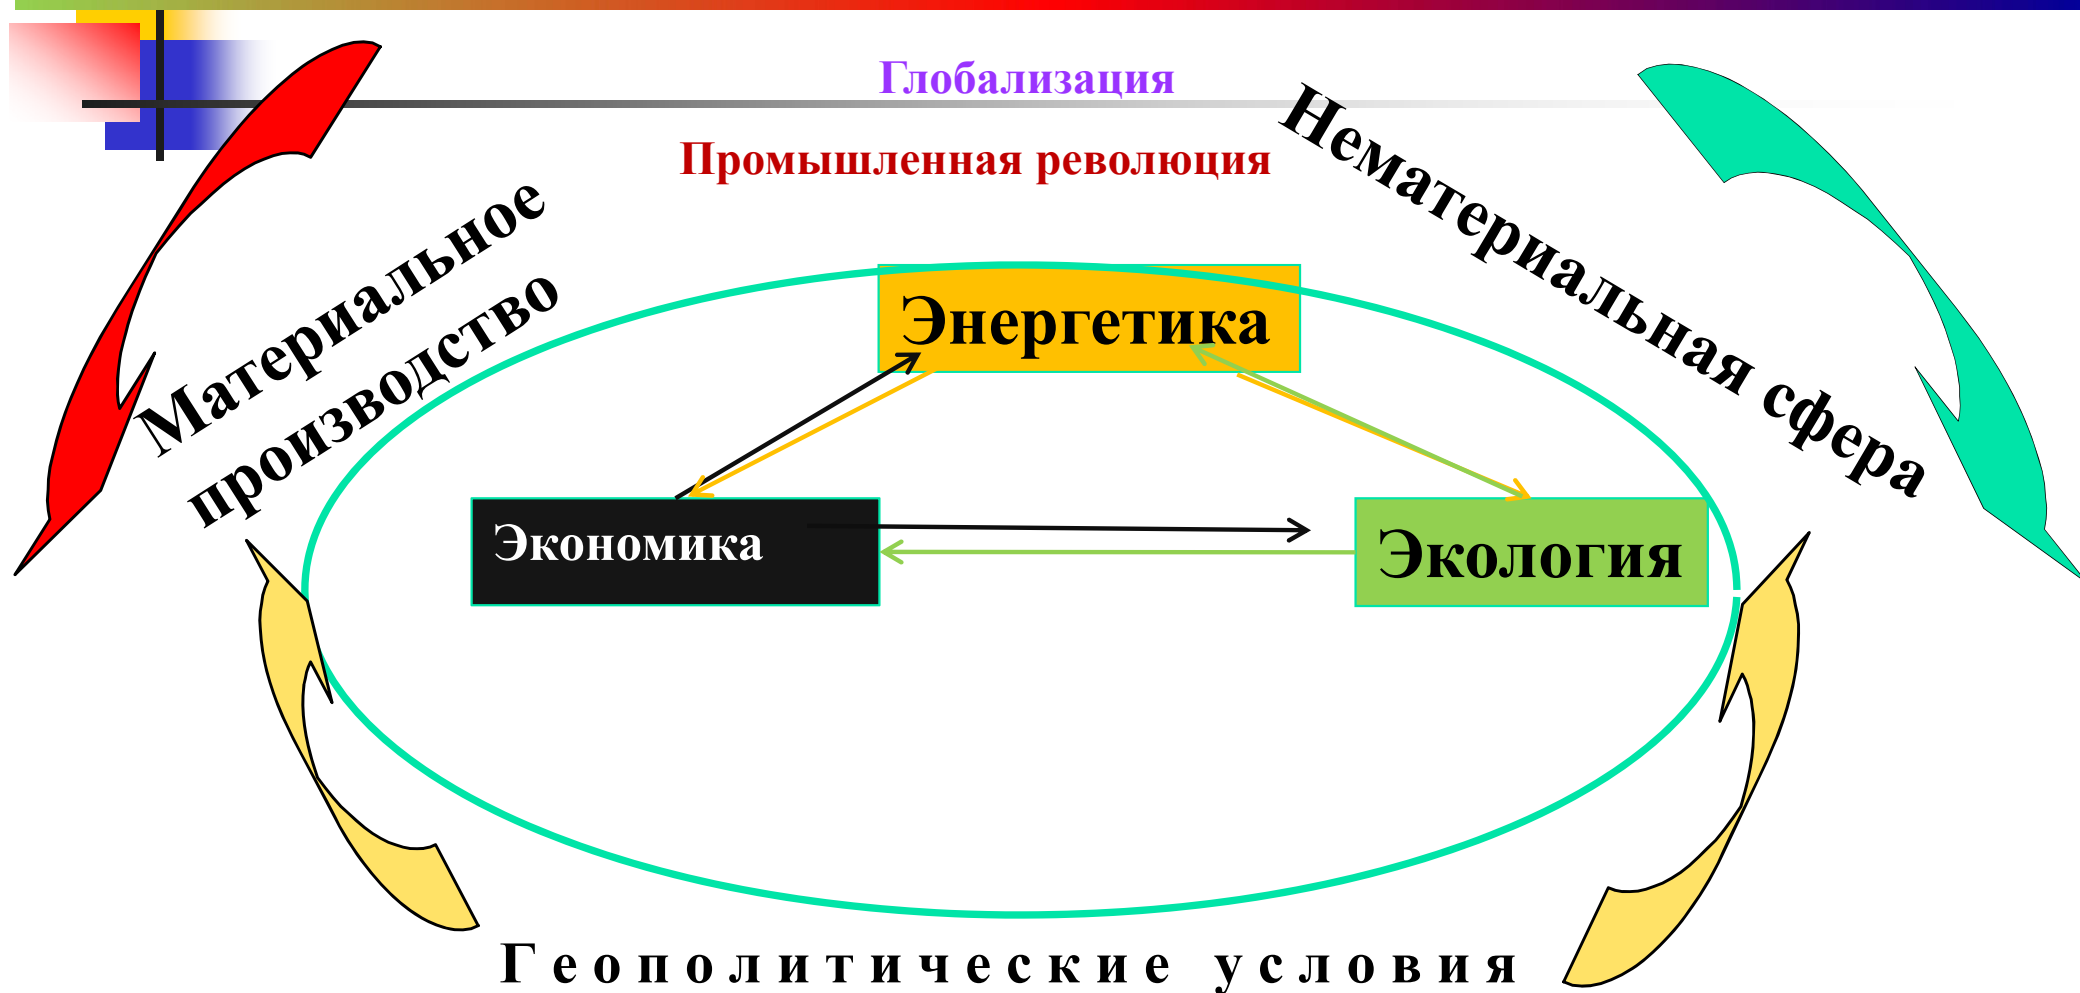 Глобализация
Промышленная революция
Материальное
производство
Нематериальная сфера
Энергетика
Экономика
Экология
Геополитические условия